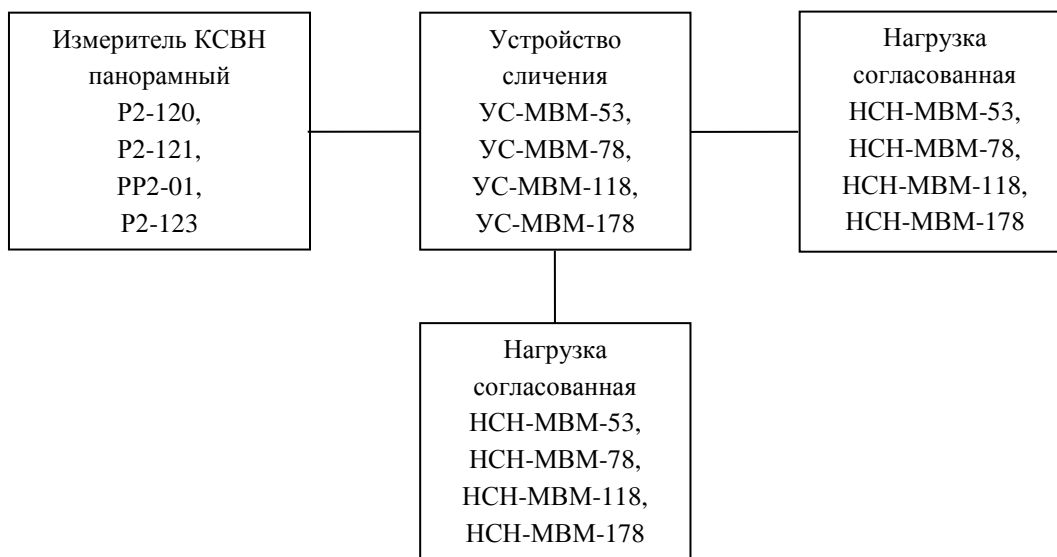 Измеритель КСВН
панорамный
Р2-120,
Р2-121,
РР2-01,
Р2-123
Устройство
сличения
УС-МВМ-53,
УС-МВМ-78,
УС-МВМ-118,
УС-МВМ-178
Нагрузка
согласованная
НСН-МВМ-53,
НСН-МВМ-78,
НСН-МВМ-118,
НСН-МВМ-178
Нагрузка
согласованная
НСН-МВМ-53,
НСН-МВМ-78,
НСН-МВМ-118,
НСН-МВМ-178